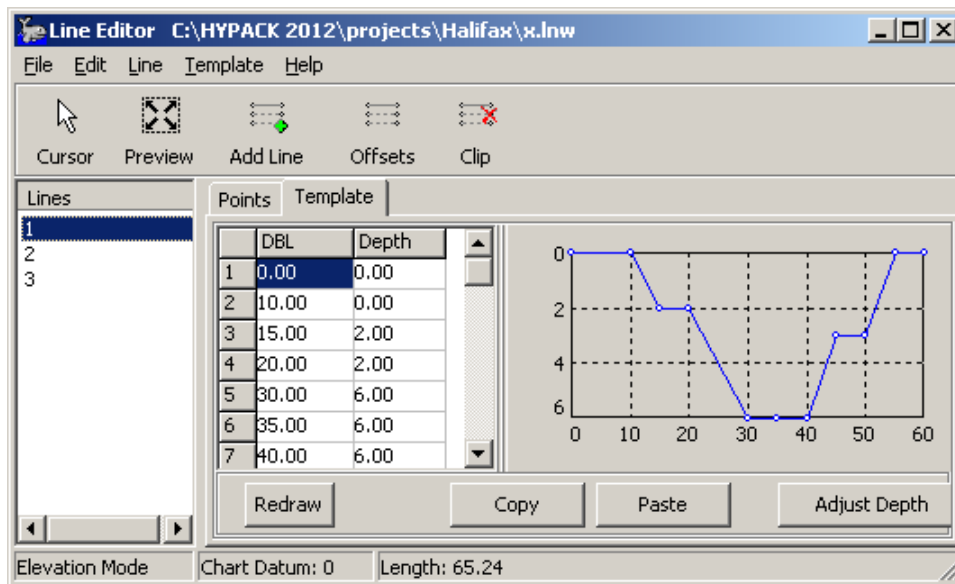 Line Editor C:\HYPACK 2012\projects\Halifax\x.lnw
File Edit Line Template Help
Cursor Preview Add Line Offsets Clip
Lines
1
2
3
Points Template
DBL Depth
1 0.00 0.00
2 10.00 0.00
3 15.00 2.00
4 20.00 2.00
5 30.00 6.00
6 35.00 6.00
7 40.00 6.00
0
2
4
6
0 10 20 30 40 50 60
Redraw Copy Paste Adjust Depth
Elevation Mode Chart Datum: 0 Length: 65.24